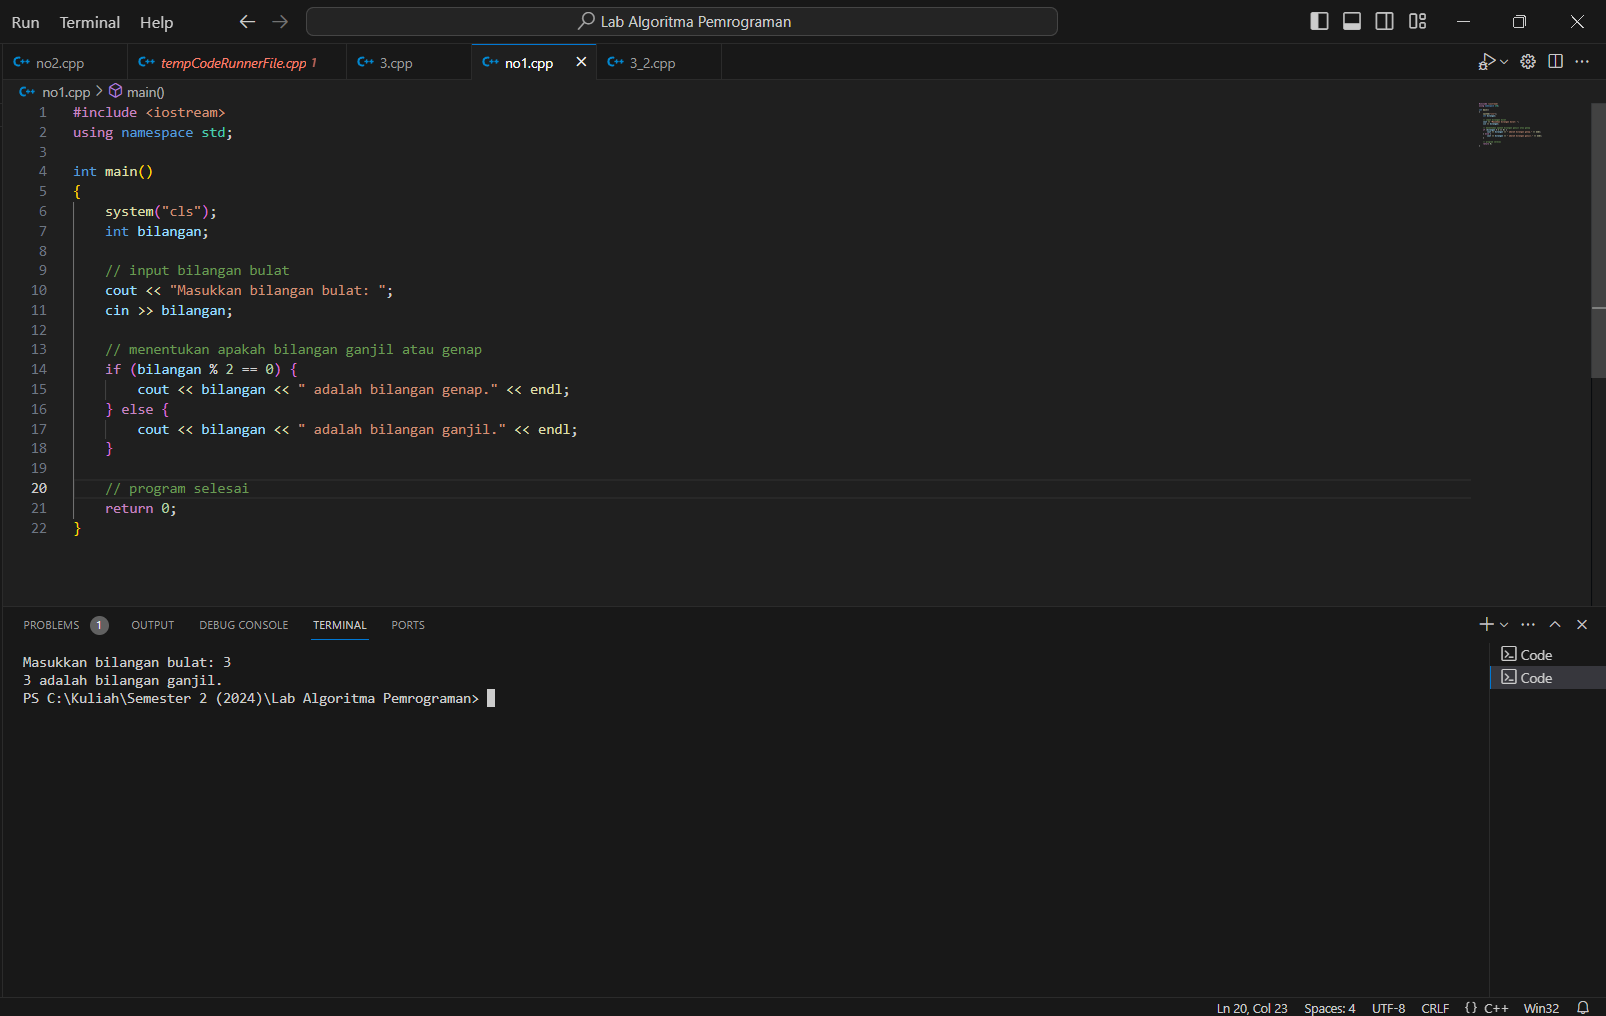 Run Terminal Help Lab Algoritma Pemrograman
no2.cpp tempCodeRunnerFile.cpp 1 3.cpp no1.cpp 3_2.cpp
no1.cpp > main()
1 #include <iostream>
2 using namespace std;
3
4 int main()
5 {
6 system("cls");
7 int bilangan;
8
9 // input bilangan bulat
10 cout << "Masukkan bilangan bulat: ";
11 cin >> bilangan;
12
13 // menentukan apakah bilangan ganjil atau genap
14 if (bilangan % 2 == 0) {
15 cout << bilangan << " adalah bilangan genap." << endl;
16 } else {
17 cout << bilangan << " adalah bilangan ganjil." << endl;
18 }
19
20 // program selesai
21 return 0;
22 }
PROBLEMS 1 OUTPUT DEBUG CONSOLE TERMINAL PORTS
Masukkan bilangan bulat: 3
3 adalah bilangan ganjil.
PS C:\Kuliah\Semester 2 (2024)\Lab Algoritma Pemrograman>
Code
Code
Ln 20, Col 23 Spaces: 4 UTF-8 CRLF {} C++ Win32